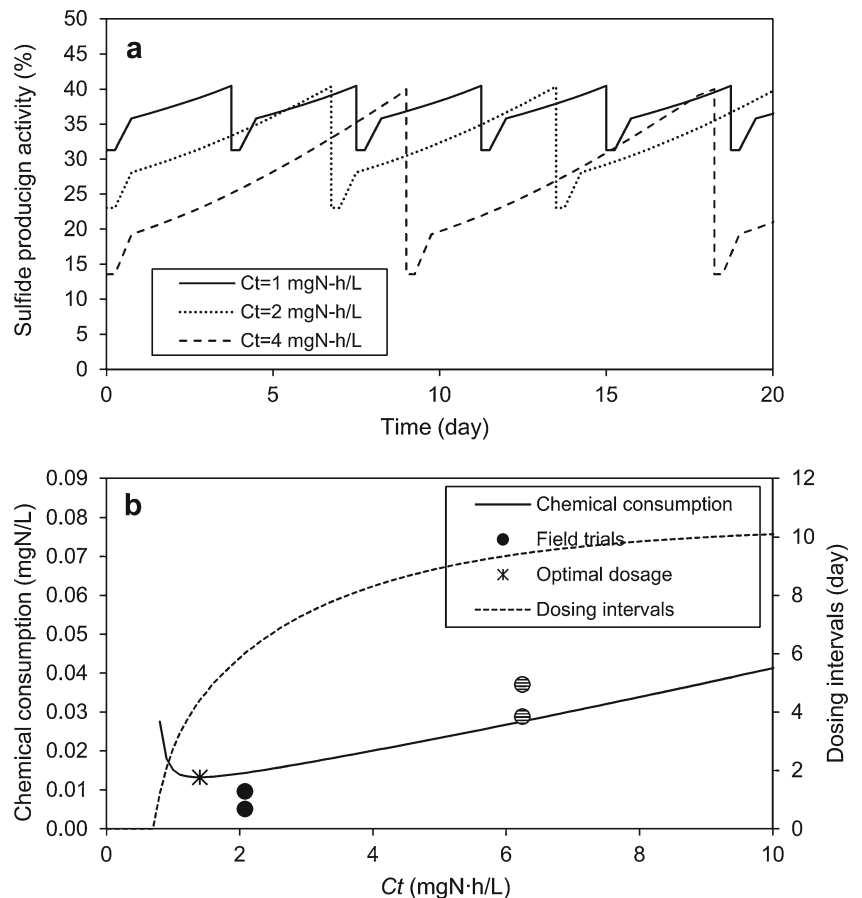 a
Sulfide producign activity (%)
50
45
40
35
30
25
20
15
10
5
0
Ct=1 mgN-h/L
Ct=2 mgN-h/L
Ct=4 mgN-h/L
0 5 10 15 20
Time (day)
b
Chemical consumption (mgN/L)
0.09
0.08
0.07
0.06
0.05
0.04
0.03
0.02
0.01
0.00
Chemical consumption
Field trials
Optimal dosage
Dosing intervals
12
10
8
6
4
2
0
Dosing intervals (day)
0 2 4 6 8 10
Ct (mgN·h/L)